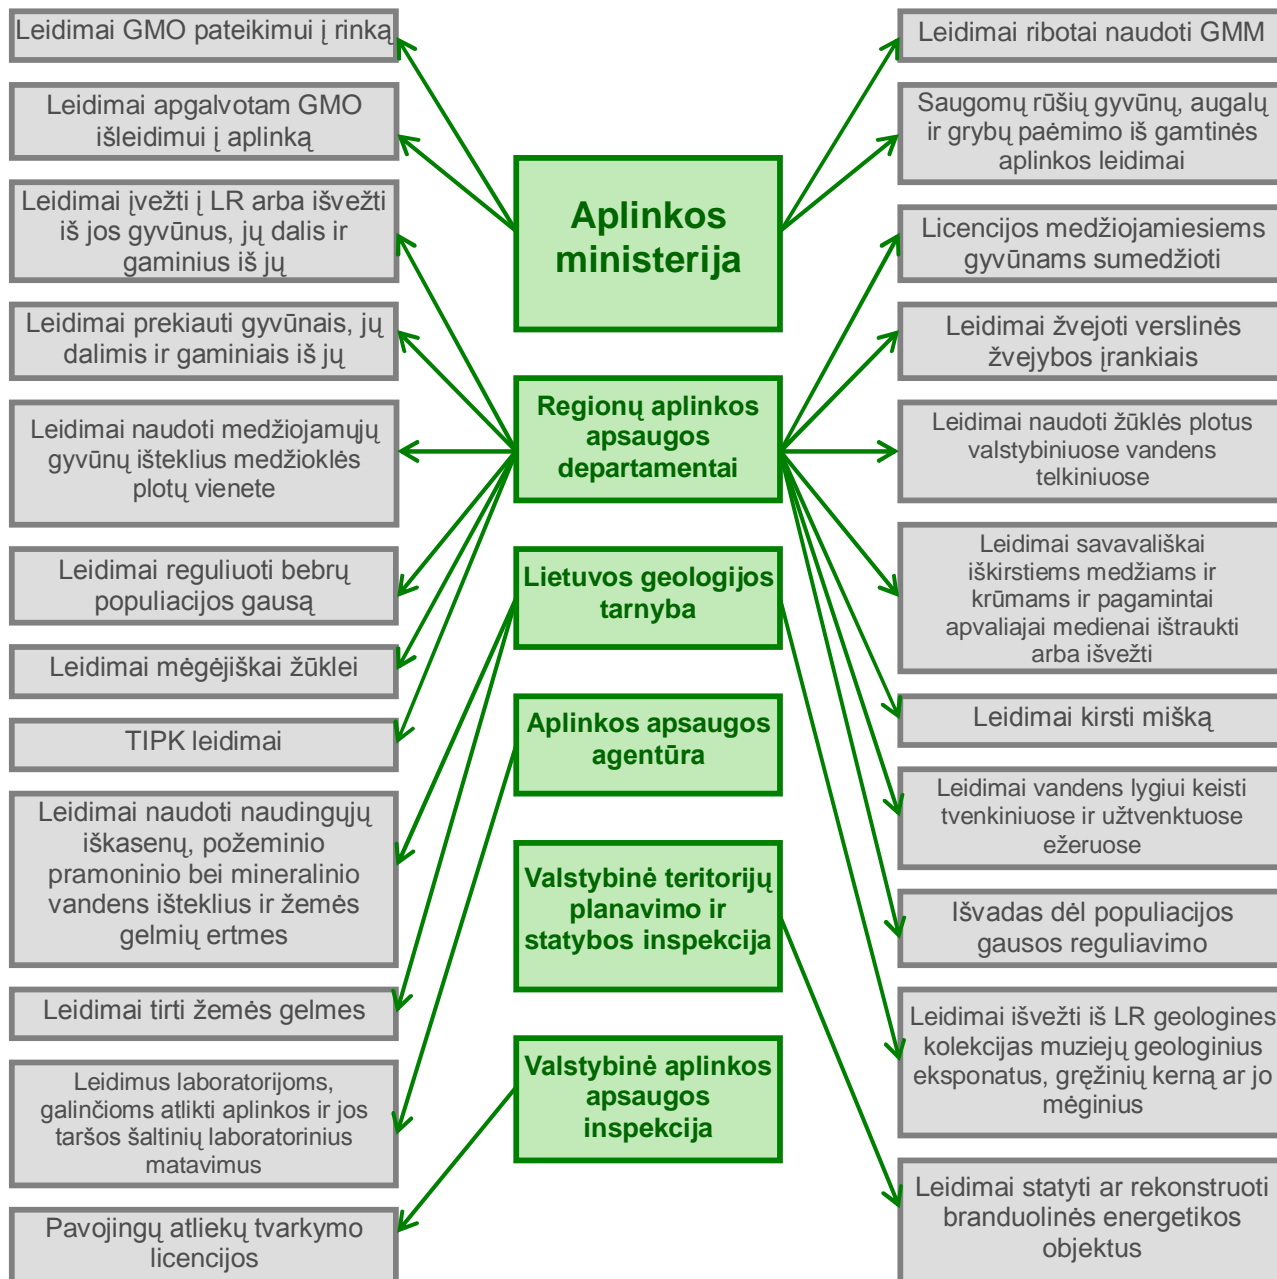 Leidimai GMO pateikimui į rinką
Leidimai apgalvotam GMO
išleidimui į aplinką
Leidimai įvežti į LR arba išvežti
iš jos gyvūnus, jų dalis ir
gaminius iš jų
Leidimai prekiauti gyvūnais, jų
dalimis ir gaminiais iš jų
Leidimai naudoti medžiojamųjų
gyvūnų išteklius medžioklės
plotų vienete
Leidimai reguliuoti bebrų
populiacijos gausą
Leidimai mėgėjiškai žūklei
TIPK leidimai
Leidimai naudoti naudingųjų
iškasenų, požeminio
pramoninio bei mineralinio
vandens išteklius ir žemės
gelmių ertmes
Leidimai tirti žemės gelmes
Leidimus laboratorijoms,
galinčioms atlikti aplinkos ir jos
taršos šaltinių laboratorinius
matavimus
Pavojingų atliekų tvarkymo
licencijos
Aplinkos
ministerija
Regionų aplinkos
apsaugos
departamentai
Lietuvos geologijos
tarnyba
Aplinkos apsaugos
agentūra
Valstybinė teritorijų
planavimo ir
statybos inspekcija
Valstybinė aplinkos
apsaugos
inspekcija
Leidimai ribotai naudoti GMM
Saugomų rūšių gyvūnų, augalų
ir grybų paėmimo iš gamtinės
aplinkos leidimai
Licencijos medžiojamiesiems
gyvūnams sumedžioti
Leidimai žvejoti verslinės
žvejybos įrankiais
Leidimai naudoti žūklės plotus
valstybiniuose vandens
telkiniuose
Leidimai savavališkai
iškirstiems medžiams ir
krūmams ir pagamintai
apvaliajai medienai ištraukti
arba išvežti
Leidimai kirsti mišką
Leidimai vandens lygiui keisti
tvenkiniuose ir užtvenktuose
ežeruose
Išvadas dėl populiacijos
gausos reguliavimo
Leidimai išvežti iš LR geologines
kolekcijas muziejų geologinius
eksponatus, gręžinių kerną ar jo
mėginius
Leidimai statyti ar rekonstruoti
branduolinės energetikos
objektus